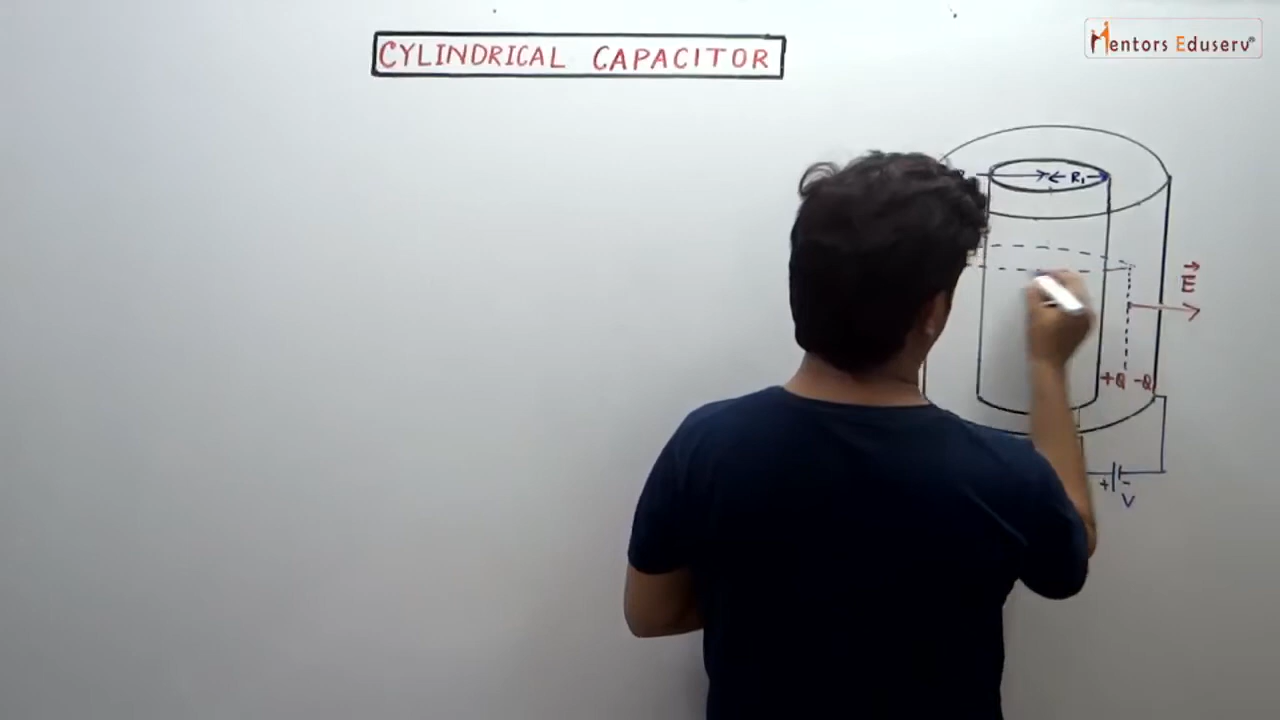 CYLINDRICAL CAPACITOR
Mentors Eduserv®
R₁
E
+Q -Q
+ -
V